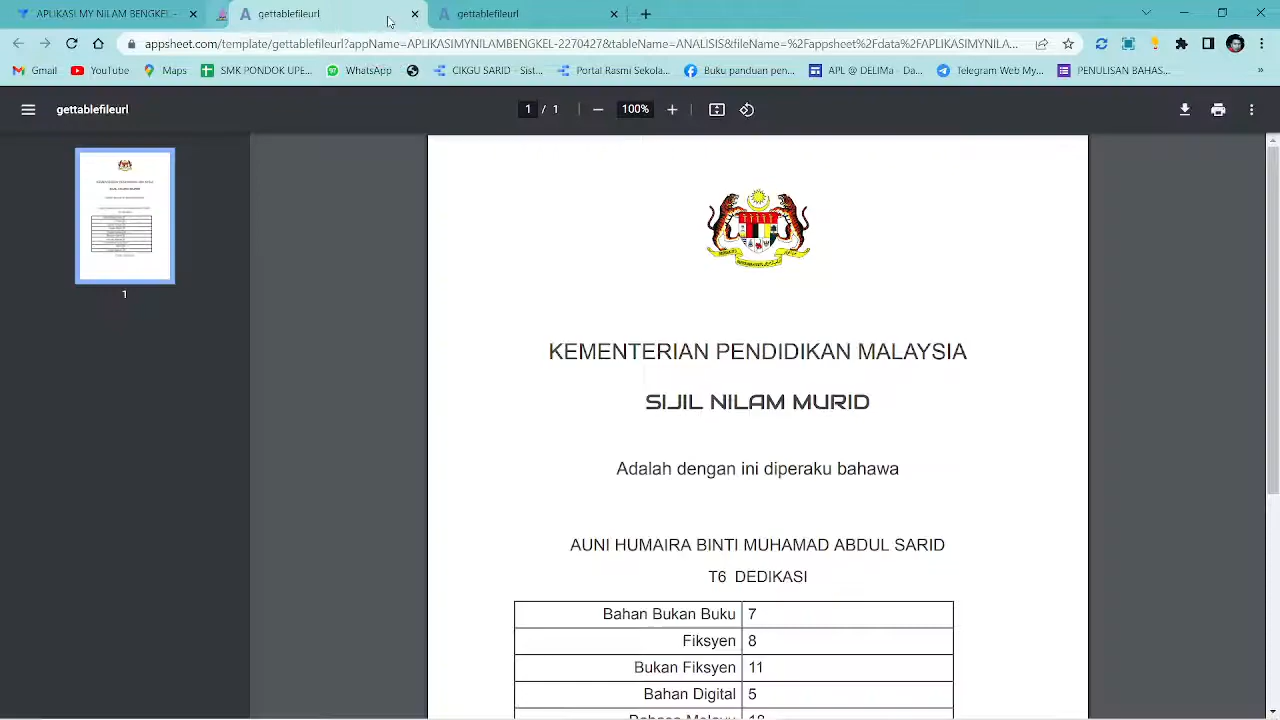 APLIKASI MY NILAM BENGKEL -
gettablefileurl
gettablefileurl
appsheet.com/template/gettablefileurl?appName=APLIKASIMYNILAMBENGKEL-2270427&tableName=ANALISIS&fileName=%2Fappsheet%2Fdata%2FAPLIKASIMYNILA...
Gmail
YouTube
Maps
SMK PONDOK UPE...
WhatsApp
CIKGU SARID - Sist...
Portal Rasmi Sekola...
Buku panduan pen...
APL @ DELIMa - Da...
Telegram Web My...
PENULISAN BAHAS...
»
gettablefileurl
1 / 1
100%
1
KEMENTERIAN PENDIDIKAN MALAYSIA
SIJIL NILAM MURID
Adalah dengan ini diperaku bahawa
AUNI HUMAIRA BINTI MUHAMAD ABDUL SARID
T6 DEDIKASI
Bahan Bukan Buku 7
Fiksyen 8
Bukan Fiksyen 11
Bahan Digital 5